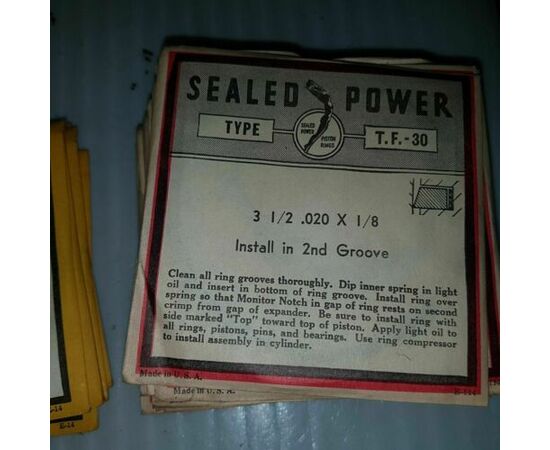 SEALED POWER
TYPE T.F.-30
SEALED POWER PISTON RINGS
3 1/2 .020 X 1/8
Install in 2nd Groove
Clean all ring grooves thoroughly. Dip inner spring in light
oil and insert in bottom of ring groove. Install ring over
spring so that Monitor Notch in gap of ring rests on second
crimp from gap of expander. Be sure to install ring with
side marked "Top" toward top of piston. Apply light oil to
all rings, pistons, pins, and bearings. Use ring compressor
to install assembly in cylinder.
Made in U. S. A.
E-14
Made in U. S. A.
E-14